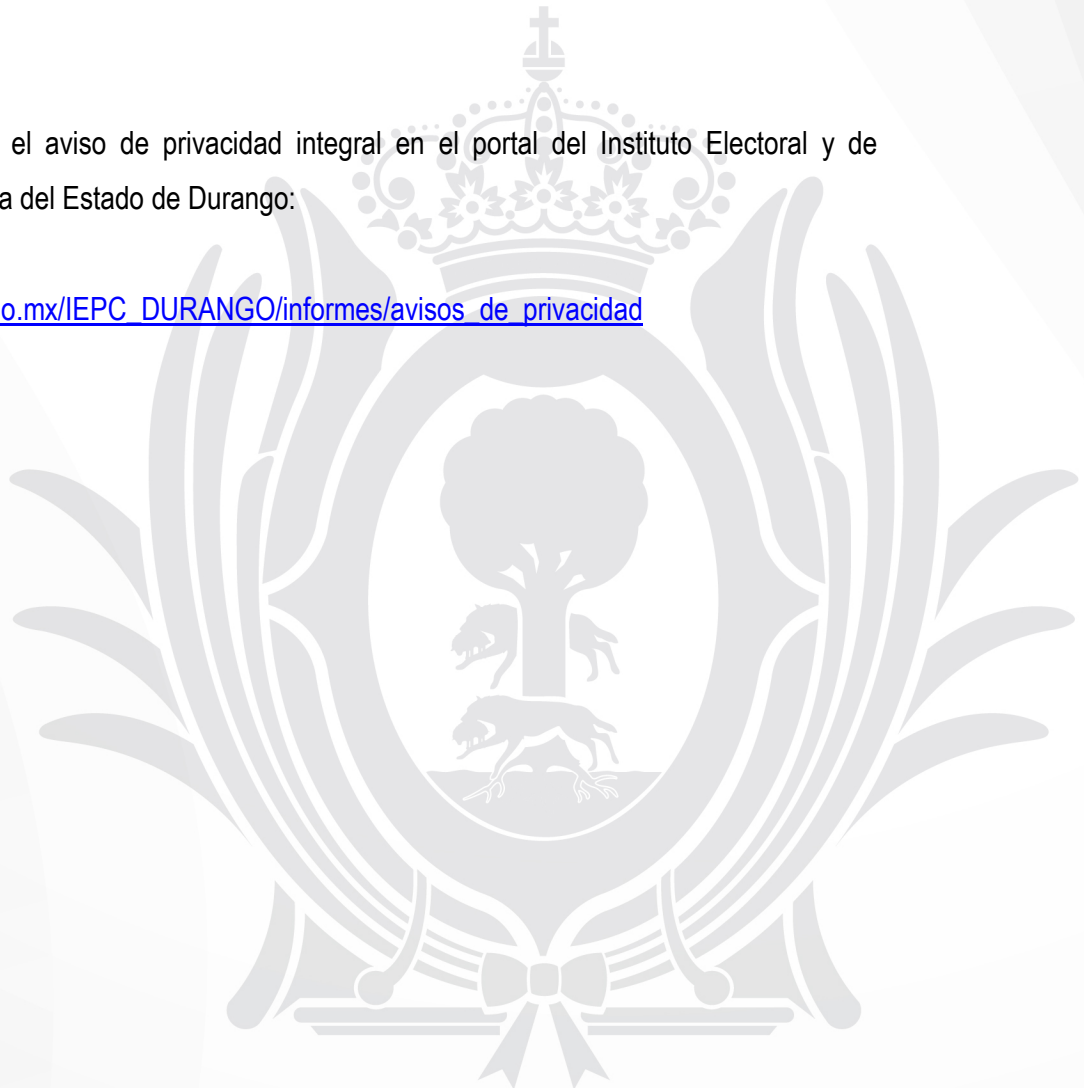 el aviso de privacidad integral en el portal del Instituto Electoral y de
a del Estado de Durango:
o.mx/IEPC_DURANGO/informes/avisos_de_privacidad